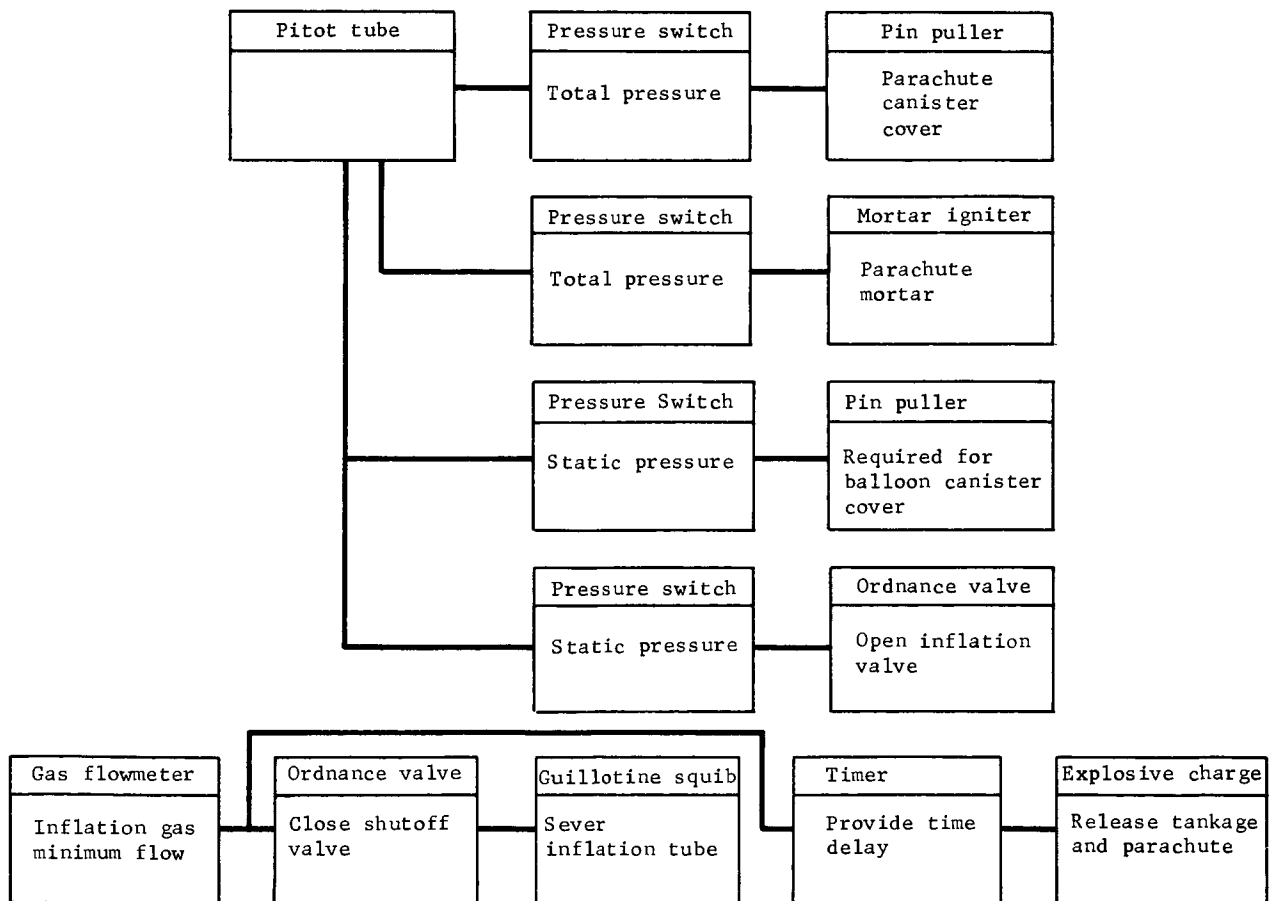 Pitot tube
Pressure switch
Total pressure
Pin puller
Parachute
canister
cover
Pressure switch
Total pressure
Mortar igniter
Parachute
mortar
Pressure Switch
Static pressure
Pin puller
Required for
balloon canister
cover
Pressure switch
Static pressure
Ordnance valve
Open inflation
valve
Gas flowmeter
Inflation gas
minimum flow
Ordnance valve
Close shutoff
valve
Guillotine squib
Sever
inflation tube
Timer
Provide time
delay
Explosive charge
Release tankage
and parachute